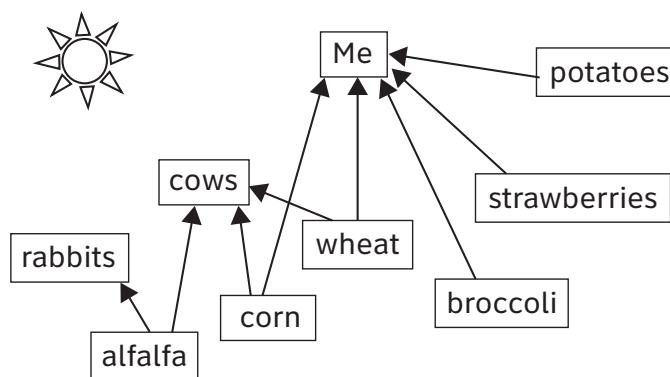 Me
potatoes
cows
strawberries
wheat
rabbits
broccoli
corn
alfalfa